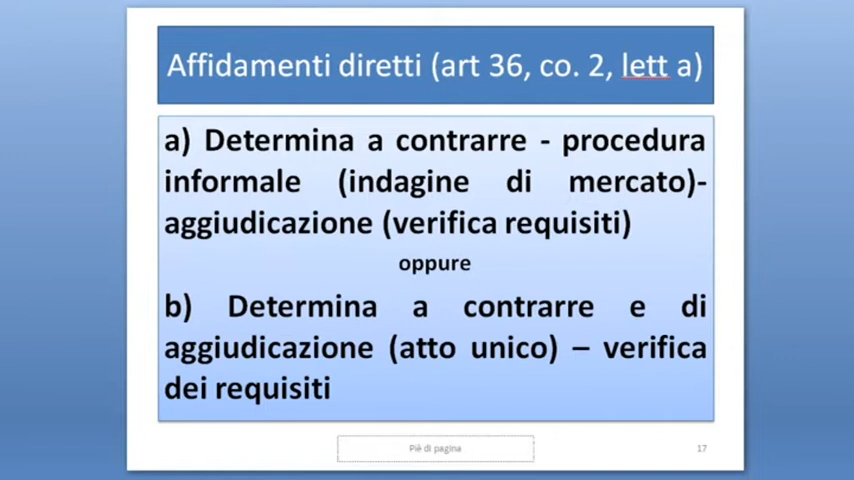 Affidamenti diretti (art 36, co. 2, lett a)
a) Determina a contrarre - procedura
informale (indagine di mercato)-
aggiudicazione (verifica requisiti)
oppure
b) Determina a contrarre e di
aggiudicazione (atto unico) – verifica
dei requisiti
Piè di pagina
17